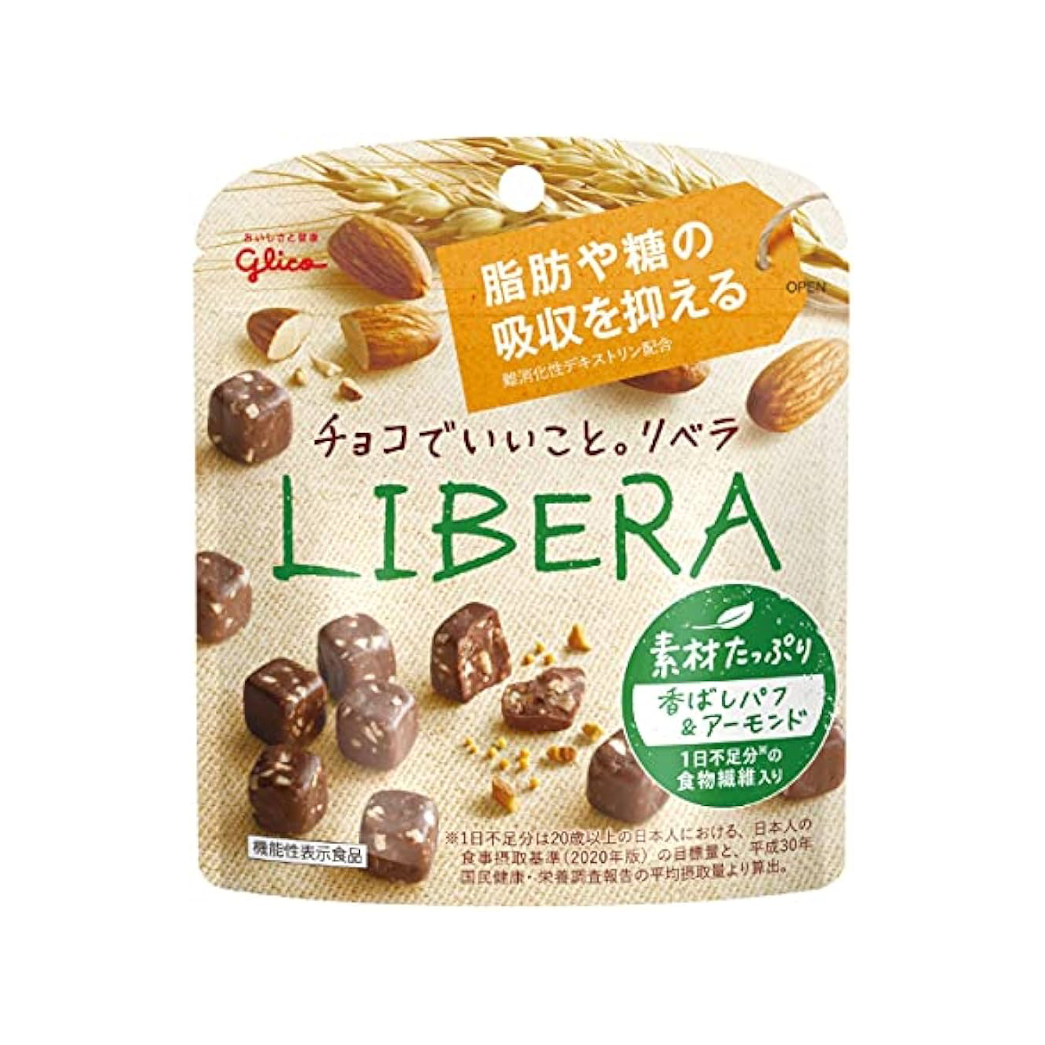 おいしさと健康
glico
脂肪や糖の
吸収を抑える
難消化性デキストリン配合
OPEN
チョコでいいこと。リベラ
LIBERA
素材たっぷり
香ばしパフ
&アーモンド
1日不足分※の
食物繊維入り
※1日不足分は20歳以上の日本人における、日本人の
食事摂取基準(2020年版)の目標量と、平成30年
国民健康・栄養調査報告の平均摂取量より算出。
機能性表示食品